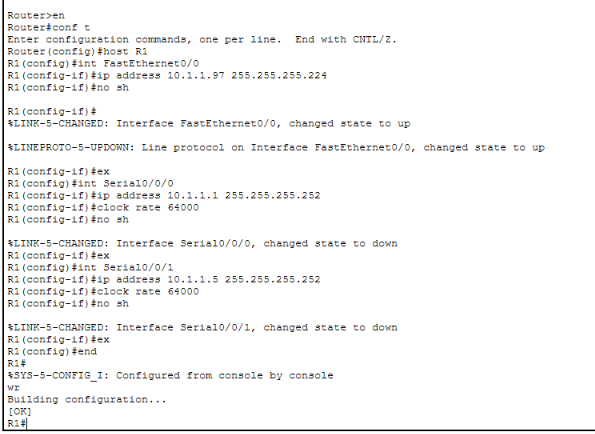 Router>en
Router#conf t
Enter configuration commands, one per line.  End with CNTL/Z.
Router(config)#host R1
R1(config)#int FastEthernet0/0
R1(config-if)#ip address 10.1.1.97 255.255.255.224
R1(config-if)#no sh
R1(config-if)#
%LINK-5-CHANGED: Interface FastEthernet0/0, changed state to up
%LINEPROTO-5-UPDOWN: Line protocol on Interface FastEthernet0/0, changed state to up
R1(config-if)#ex
R1(config)#int Serial0/0/0
R1(config-if)#ip address 10.1.1.1 255.255.255.252
R1(config-if)#clock rate 64000
R1(config-if)#no sh
%LINK-5-CHANGED: Interface Serial0/0/0, changed state to down
R1(config-if)#ex
R1(config)#int Serial0/0/1
R1(config-if)#ip address 10.1.1.5 255.255.255.252
R1(config-if)#clock rate 64000
R1(config-if)#no sh
%LINK-5-CHANGED: Interface Serial0/0/1, changed state to down
R1(config-if)#ex
R1(config)#end
R1#
%SYS-5-CONFIG_I: Configured from console by console
wr
Building configuration...
[OK]
R1#